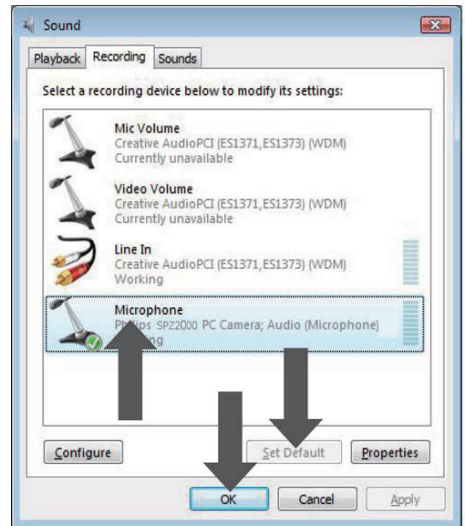 Sound
Playback Recording Sounds
Select a recording device below to modify its settings:
Mic Volume
Creative AudioPCI (ES1371,ES1373) (WDM)
Currently unavailable
Video Volume
Creative AudioPCI (ES1371,ES1373) (WDM)
Currently unavailable
Line In
Creative AudioPCI (ES1371,ES1373) (WDM)
Working
Microphone
Philips SPZ2000 PC Camera; Audio (Microphone)
Configure Set Default Properties
OK Cancel Apply